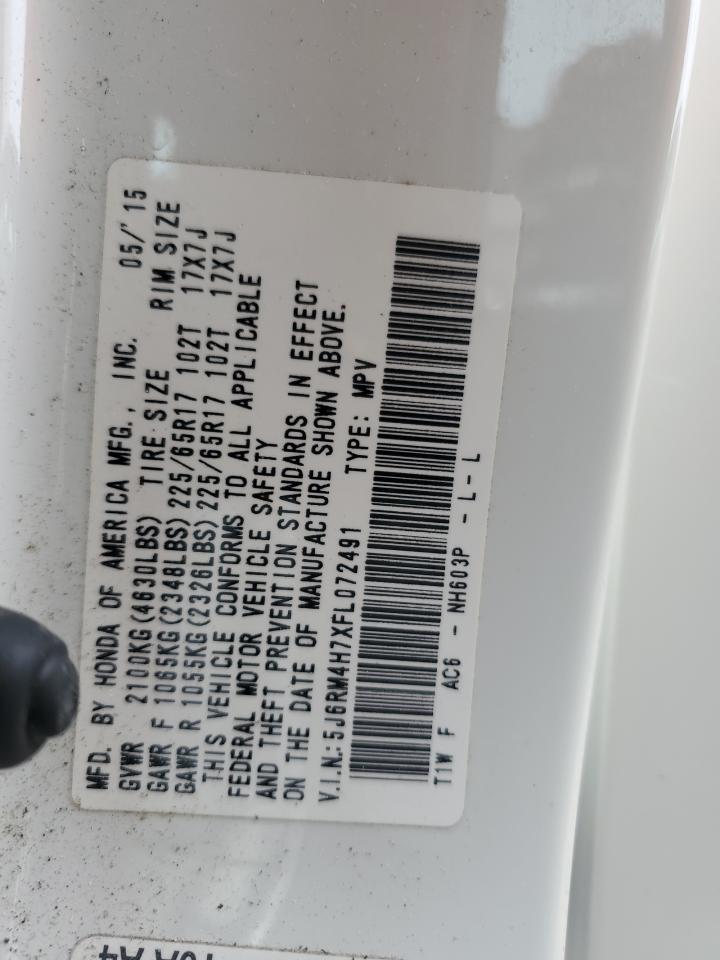 MFD. BY HONDA OF AMERICA MFG., INC. 05/'15
GVWR 2100KG(4630LBS) TIRE SIZE RIM SIZE
GAWR F 1065KG(2348LBS) 225/65R17 102T 17X7J
GAWR R 1055KG(2326LBS) 225/65R17 102T 17X7J
THIS VEHICLE CONFORMS TO ALL APPLICABLE
FEDERAL MOTOR VEHICLE SAFETY
AND THEFT PREVENTION STANDARDS IN EFFECT
ON THE DATE OF MANUFACTURE SHOWN ABOVE.
V.I.N.: 5J6RM4H7XFL072491 TYPE: MPV
T1W F AC6 - NH603P - L- L